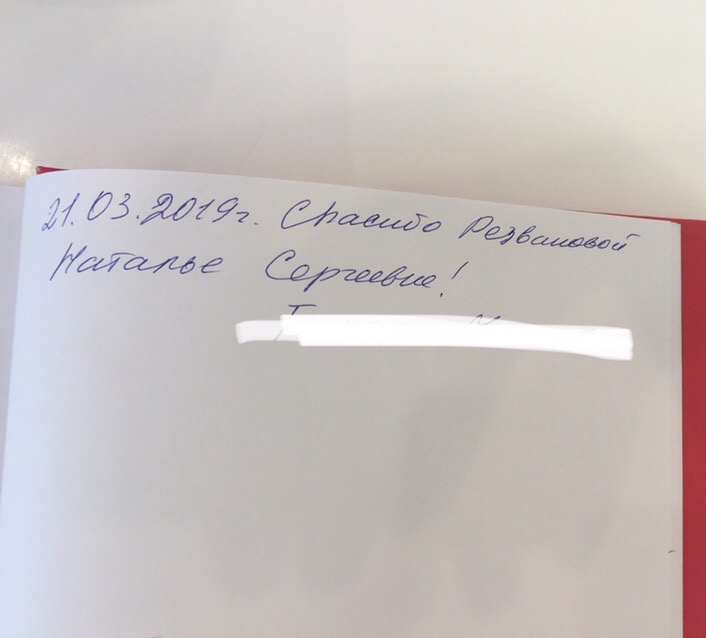 21.03.2019г. Спасибо Резвановой
Наталье Сергеевне!